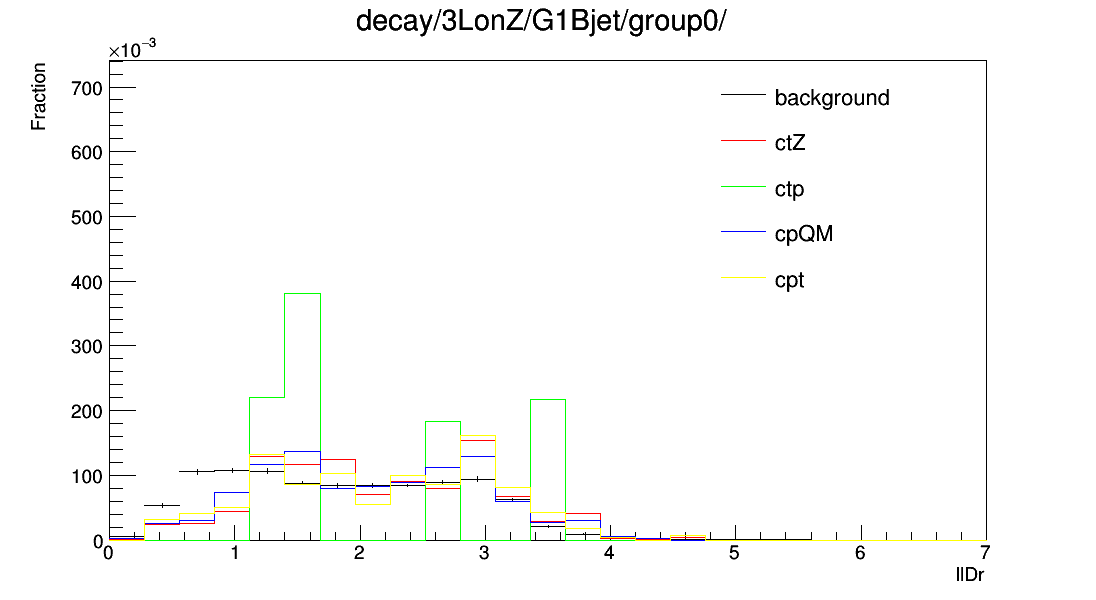 decay/3LonZ/G1Bjet/group0/
×10⁻³
Fraction
700
600
500
400
300
200
100
0
background
ctZ
ctp
cpQM
cpt
0 1 2 3 4 5 6 7
llDr